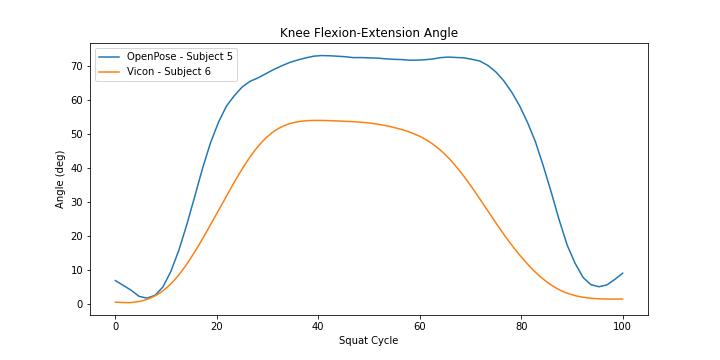 Knee Flexion-Extension Angle
OpenPose - Subject 5
Vicon - Subject 6
Angle (deg)
70
60
50
40
30
20
10
0
0 20 40 60 80 100
Squat Cycle